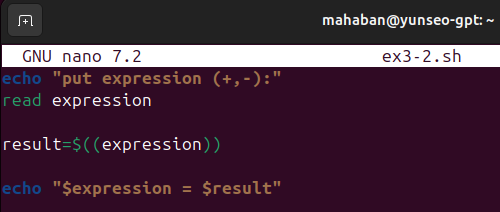 mahaban@yunseo-gpt: ~
GNU nano 7.2 ex3-2.sh
echo "put expression (+,-):"
read expression
result=$((expression))
echo "$expression = $result"